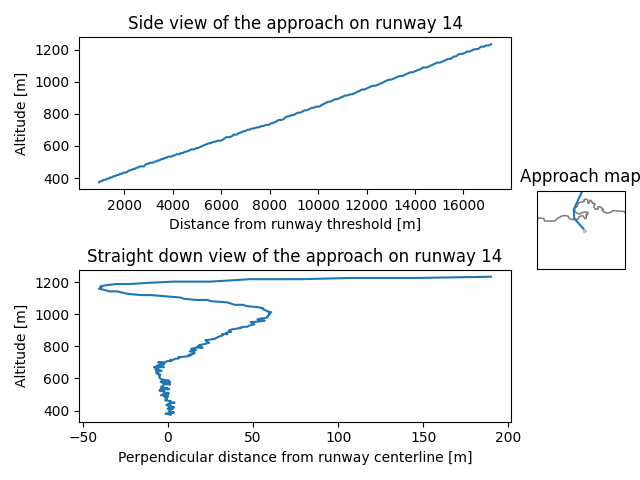 Side view of the approach on runway 14
Altitude [m]
1200
1000
800
600
400
2000 4000 6000 8000 10000 12000 14000 16000
Distance from runway threshold [m]
Approach map
Straight down view of the approach on runway 14
Altitude [m]
1200
1000
800
600
400
−50 0 50 100 150 200
Perpendicular distance from runway centerline [m]